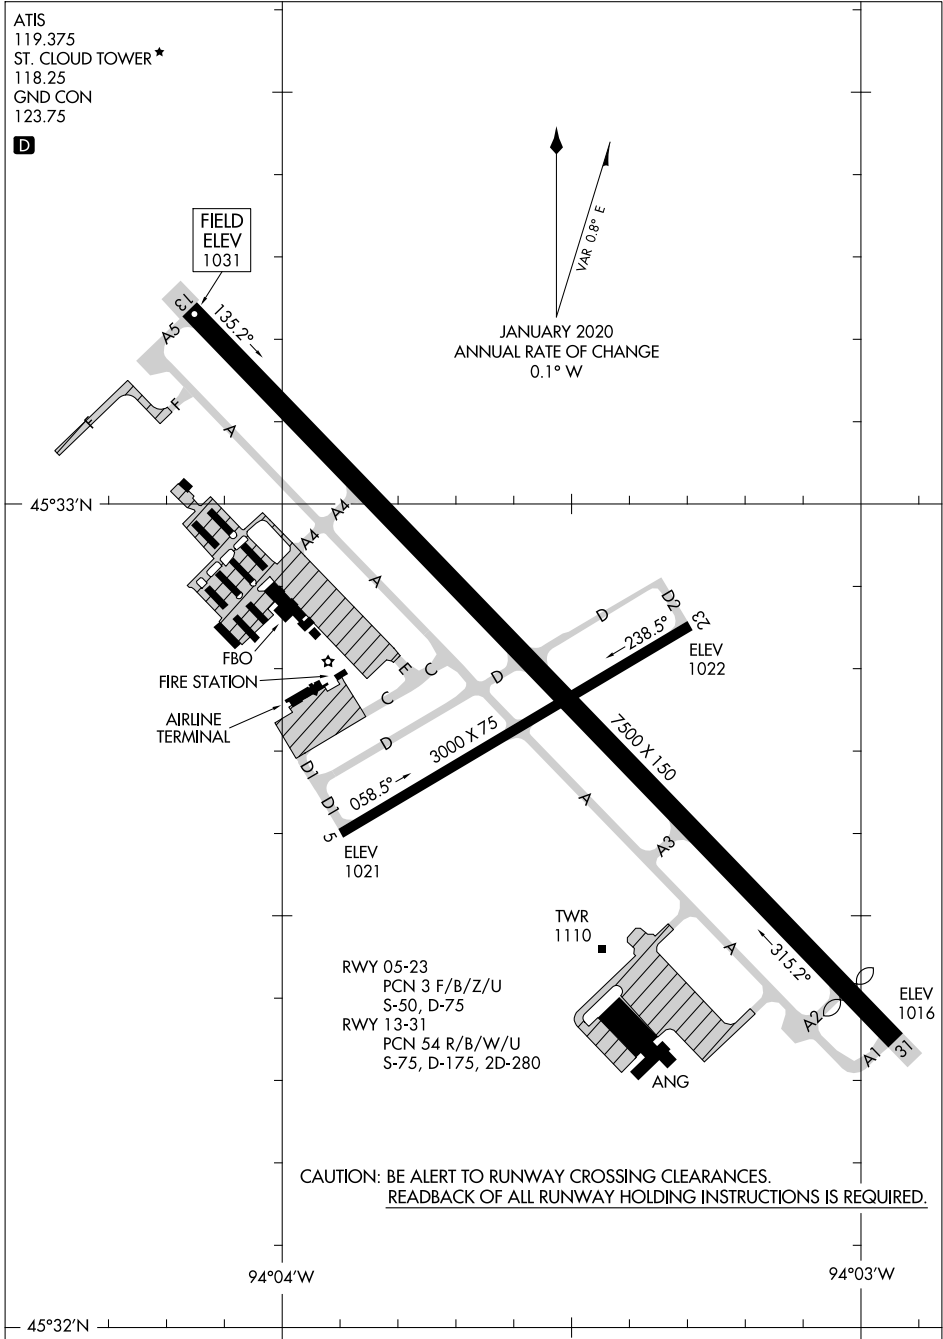 ATIS
119.375
ST. CLOUD TOWER ★
118.25
GND CON
123.75
D
FIELD
ELEV
1031
VAR 0.8° E
JANUARY 2020
ANNUAL RATE OF CHANGE
0.1° W
13
135.2°
A5
F
F
A
45°33'N
A4
A4
A
D2
D
23
238.5°
ELEV
1022
FBO
FIRE STATION
E
C
C
D
AIRLINE
TERMINAL
D
3000 X 75
7500 X 150
D1
D1
058.5°
5
ELEV
1021
A
A3
TWR
1110
A
315.2°
RWY 05-23
PCN 3 F/B/Z/U
S-50, D-75
RWY 13-31
PCN 54 R/B/W/U
S-75, D-175, 2D-280
ELEV
1016
A2
A1
31
ANG
CAUTION: BE ALERT TO RUNWAY CROSSING CLEARANCES.
READBACK OF ALL RUNWAY HOLDING INSTRUCTIONS IS REQUIRED.
94°04'W
94°03'W
45°32'N